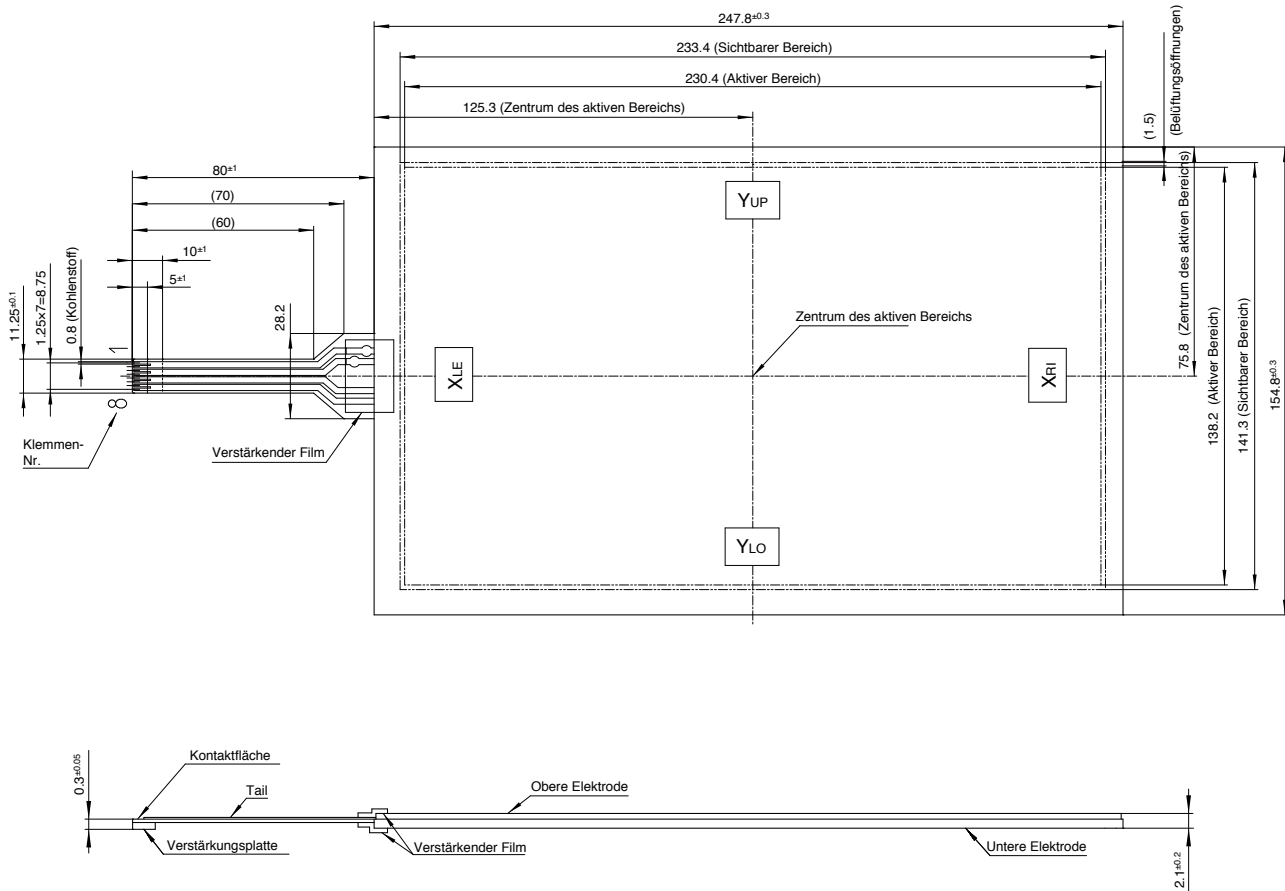 247.8±0.3
233.4 (Sichtbarer Bereich)
230.4 (Aktiver Bereich)
125.3 (Zentrum des aktiven Bereichs)
(1.5)
(Belüftungsöffnungen)
80±1
(70)
(60)
10±1
5±1
0.8 (Kohlenstoff)
1.25x7=8.75
11.25±0.1
28.2
1
8
Klemmen-
Nr.
Verstärkender Film
YUP
XLE
XRI
YLO
Zentrum des aktiven Bereichs
75.8 (Zentrum des aktiven Bereichs)
138.2 (Aktiver Bereich)
141.3 (Sichtbarer Bereich)
154.8±0.3
0.3±0.05
Kontaktfläche
Tail
Verstärkungsplatte
Verstärkender Film
Obere Elektrode
Untere Elektrode
2.1±0.2